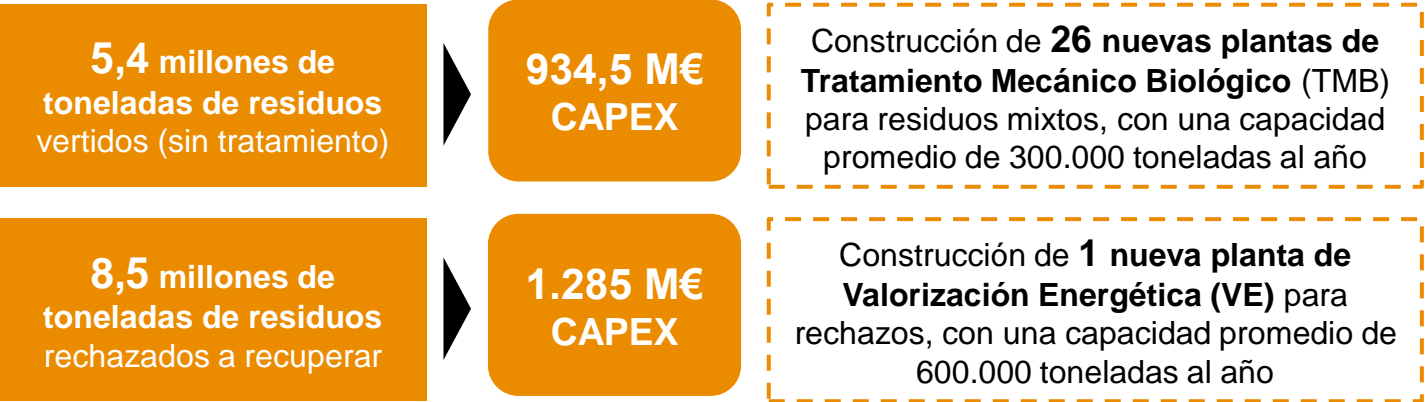 5,4 millones de
toneladas de residuos
vertidos (sin tratamiento)
934,5 M€
CAPEX
Construcción de 26 nuevas plantas de
Tratamiento Mecánico Biológico (TMB)
para residuos mixtos, con una capacidad
promedio de 300.000 toneladas al año
8,5 millones de
toneladas de residuos
rechazados a recuperar
1.285 M€
CAPEX
Construcción de 1 nueva planta de
Valorización Energética (VE) para
rechazos, con una capacidad promedio de
600.000 toneladas al año